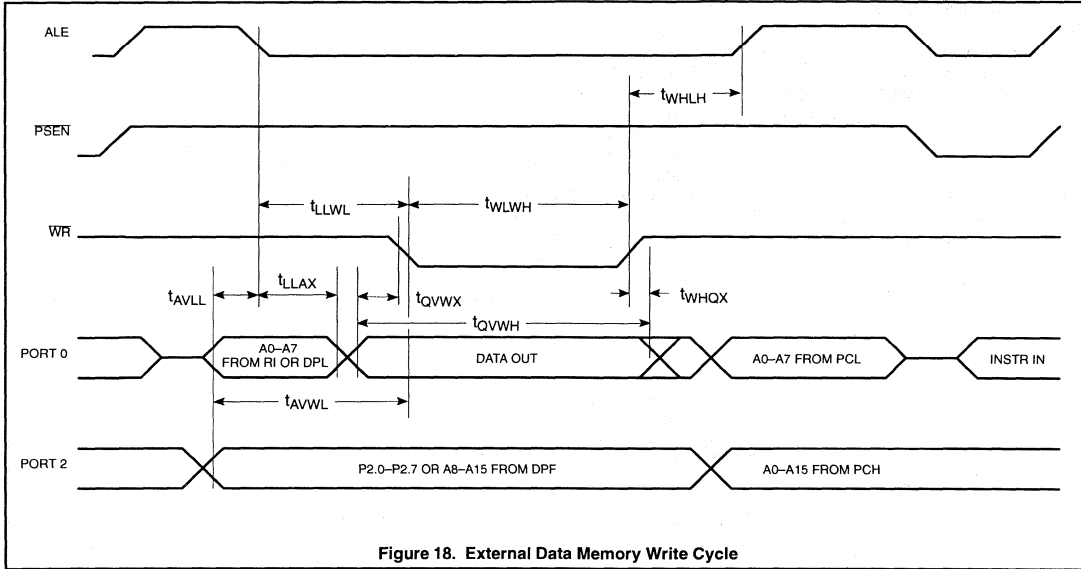 ALE
tWHLH
PSEN
tLLWL
tWLWH
WR
tAVLL
tLLAX
tQVWX
tWHQX
tQVWH
PORT 0
A0–A7
FROM RI OR DPL
DATA OUT
A0–A7 FROM PCL
INSTR IN
tAVWL
PORT 2
P2.0–P2.7 OR A8–A15 FROM DPF
A0–A15 FROM PCH
Figure 18. External Data Memory Write Cycle